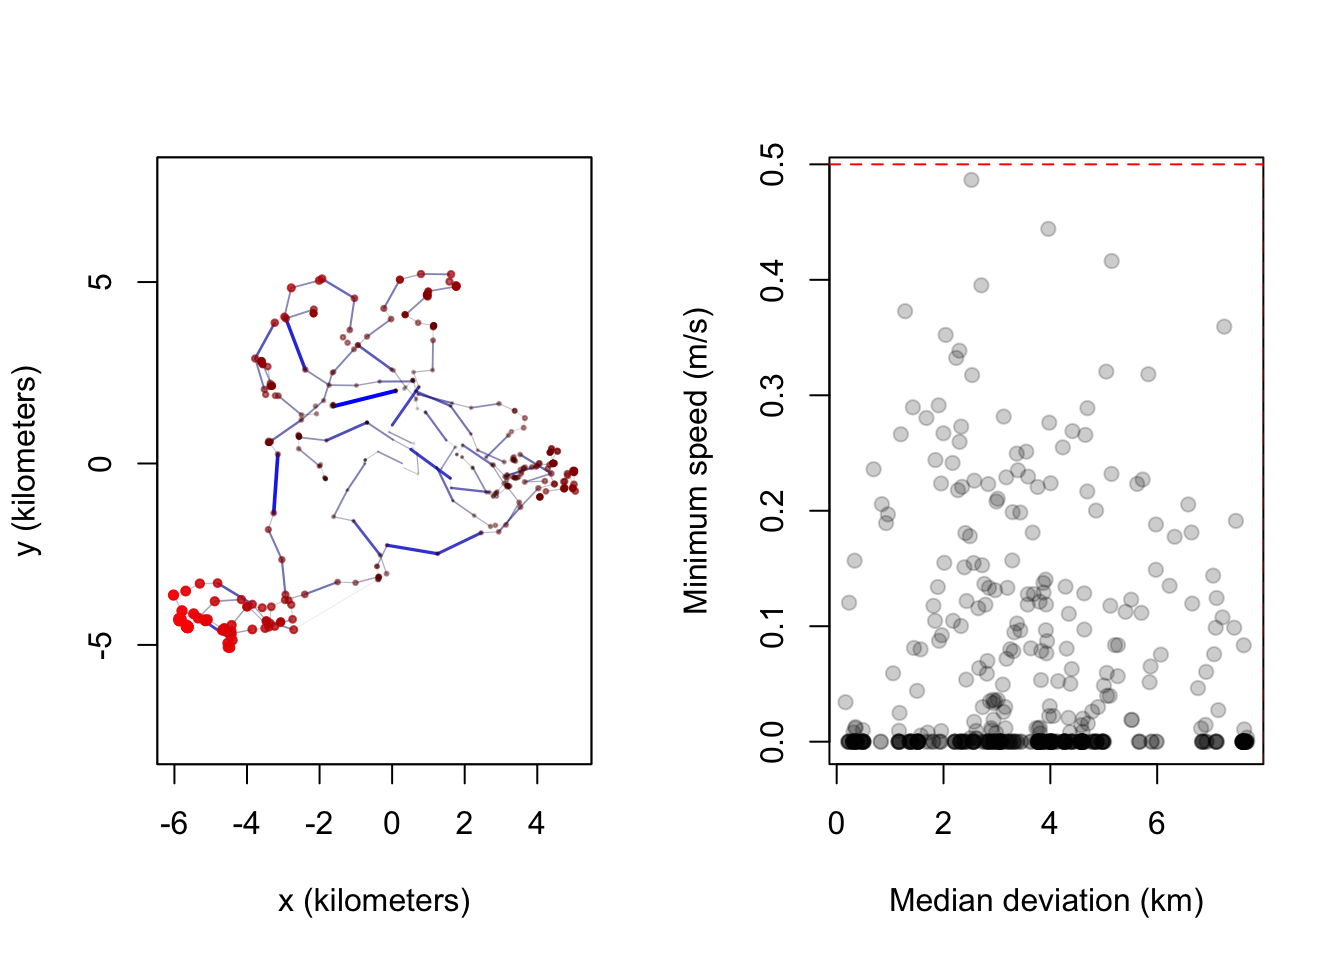 y (kilometers)
5
0
-5
-6 -4 -2 0 2 4
x (kilometers)
Minimum speed (m/s)
0.5
0.4
0.3
0.2
0.1
0.0
0 2 4 6
Median deviation (km)